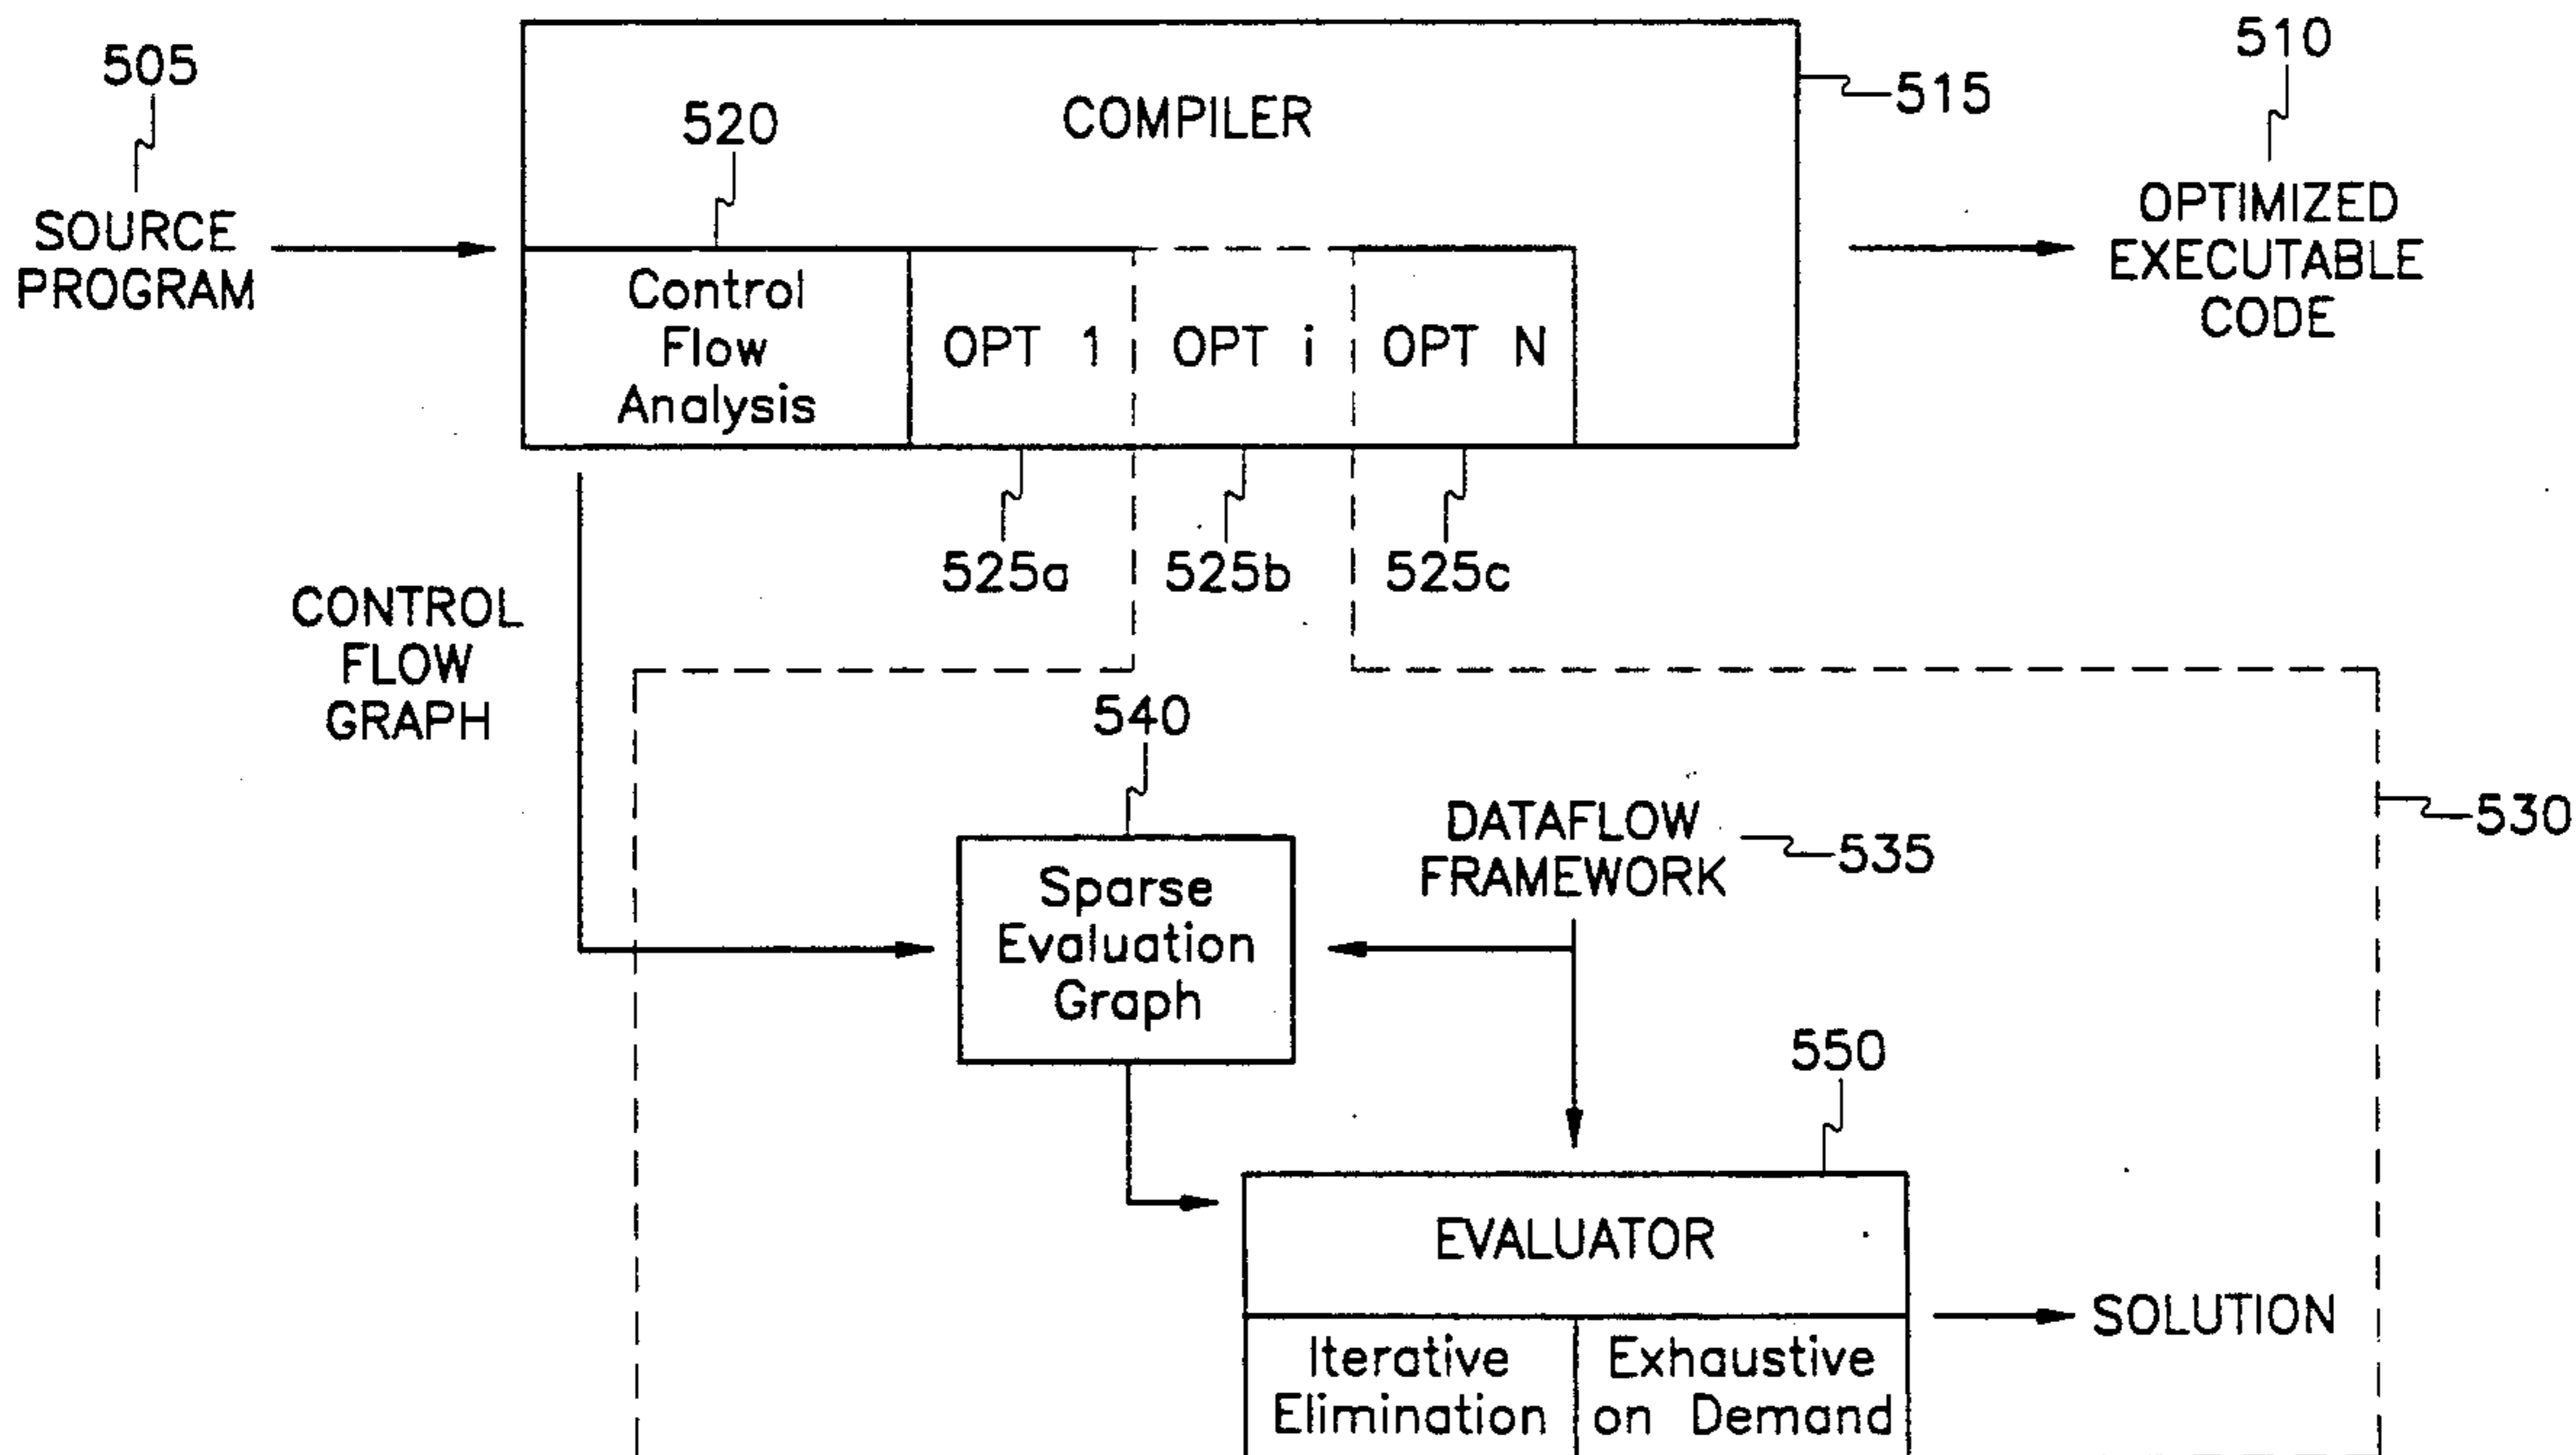 505
510
COMPILER
515
520
SOURCE
PROGRAM
OPTIMIZED
EXECUTABLE
CODE
Control
Flow
Analysis
OPT 1
OPT i
OPT N
525a
525b
525c
CONTROL
FLOW
GRAPH
540
DATAFLOW
FRAMEWORK
535
530
Sparse
Evaluation
Graph
550
EVALUATOR
SOLUTION
Iterative
Elimination
Exhaustive
on Demand